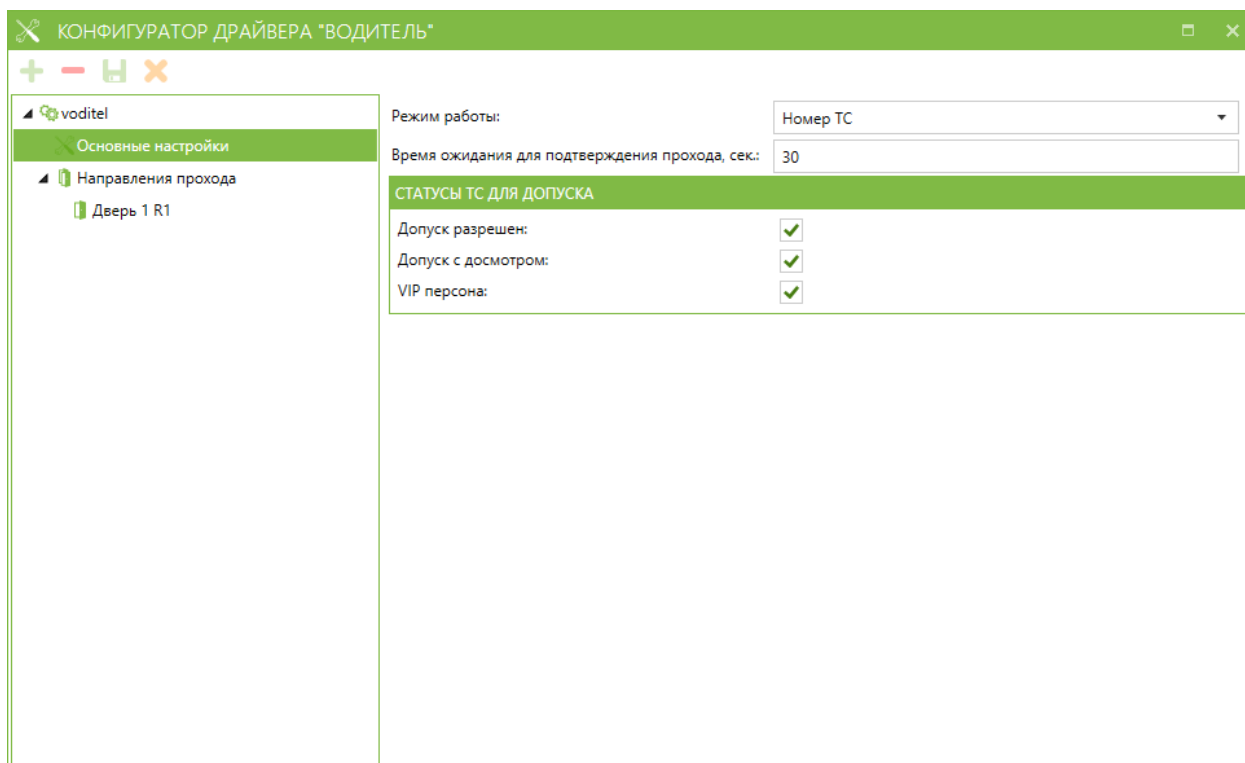 КОНФИГУРАТОР ДРАЙВЕРА "ВОДИТЕЛЬ"
voditel
Основные настройки
Направления прохода
Дверь 1 R1
Режим работы:
Номер ТС
Время ожидания для подтверждения прохода, сек.:
30
СТАТУСЫ ТС ДЛЯ ДОПУСКА
Допуск разрешен:
Допуск с досмотром:
VIP персона: